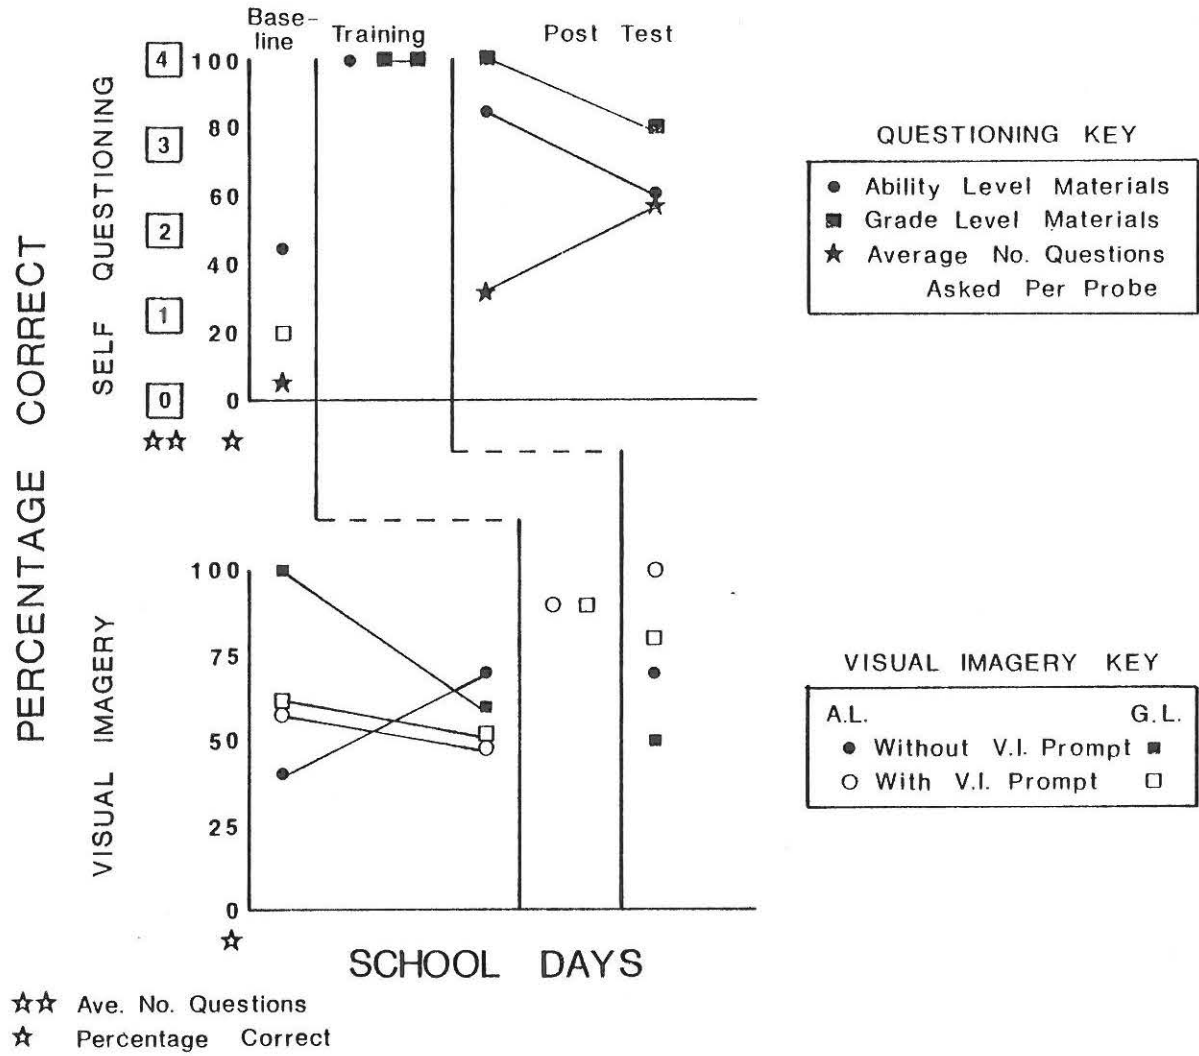 Base-
line
Training
Post Test
PERCENTAGE CORRECT
SELF QUESTIONING
4
3
2
1
0
100
80
60
40
20
0
☆☆ ☆
QUESTIONING KEY
● Ability Level Materials
■ Grade Level Materials
★ Average No. Questions
Asked Per Probe
VISUAL IMAGERY
100
75
50
25
0
☆
VISUAL IMAGERY KEY
A.L. G.L.
● Without V.I. Prompt ■
○ With V.I. Prompt □
SCHOOL DAYS
☆☆ Ave. No. Questions
☆ Percentage Correct